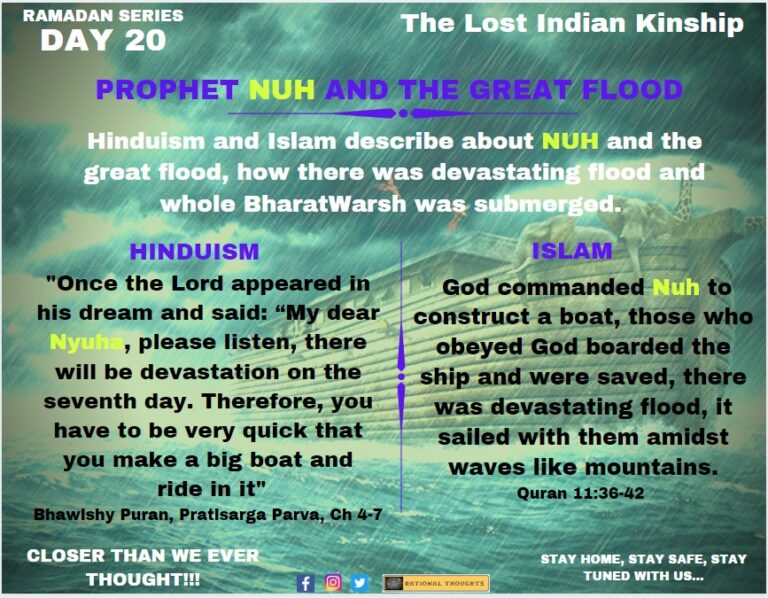 RAMADAN SERIES
DAY 20
The Lost Indian Kinship
PROPHET NUH AND THE GREAT FLOOD
Hinduism and Islam describe about NUH and the
great flood, how there was devastating flood and
whole BharatWarsh was submerged.
HINDUISM
"Once the Lord appeared in
his dream and said: “My dear
Nyuha, please listen, there
will be devastation on the
seventh day. Therefore, you
have to be very quick that
you make a big boat and
ride in it"
Bhawishy Puran, Pratisarga Parva, Ch 4-7
ISLAM
God commanded Nuh to
construct a boat, those who
obeyed God boarded the
ship and were saved, there
was devastating flood, it
sailed with them amidst
waves like mountains.
Quran 11:36-42
CLOSER THAN WE EVER
THOUGHT!!!
RATIONAL THOUGHTS
STAY HOME, STAY SAFE, STAY
TUNED WITH US...